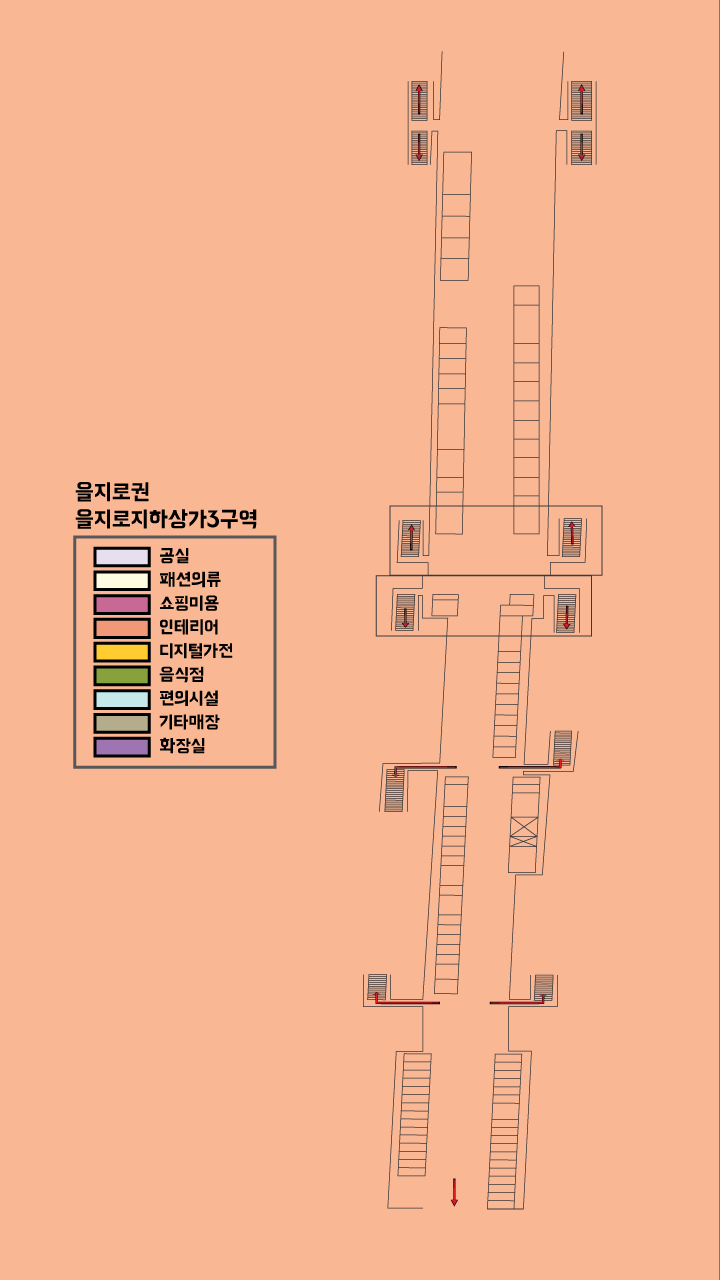 을지로권
을지로지하상가3구역
공실
패션의류
쇼핑미용
인테리어
디지털가전
음식점
편의시설
기타매장
화장실